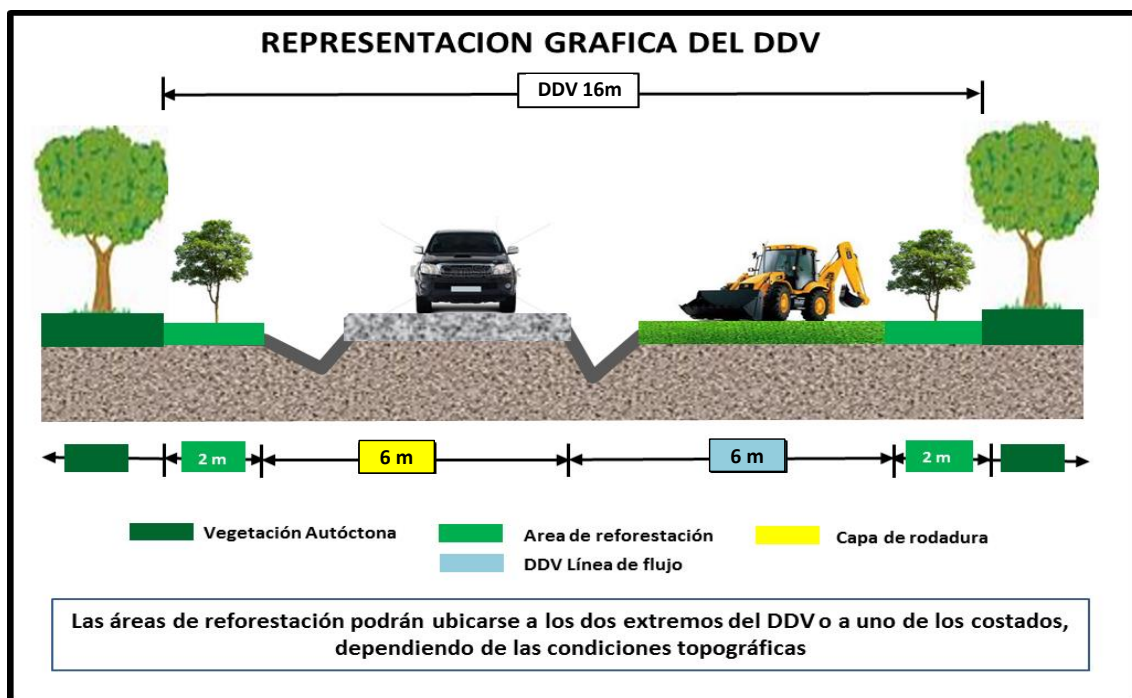 REPRESENTACION GRAFICA DEL DDV
DDV 16m
2 m
6 m
6 m
2 m
Vegetación Autóctona
Area de reforestación
Capa de rodadura
DDV Línea de flujo
Las áreas de reforestación podrán ubicarse a los dos extremos del DDV o a uno de los costados,
dependiendo de las condiciones topográficas